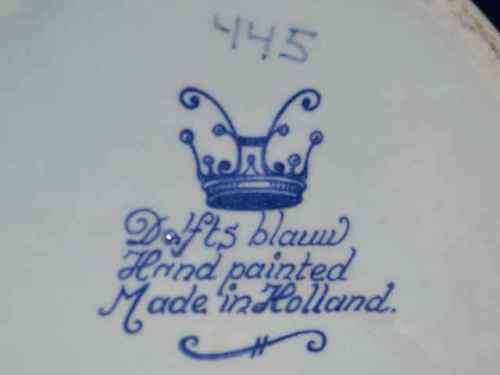 445
Delfts blauw
Hand painted
Made in Holland.